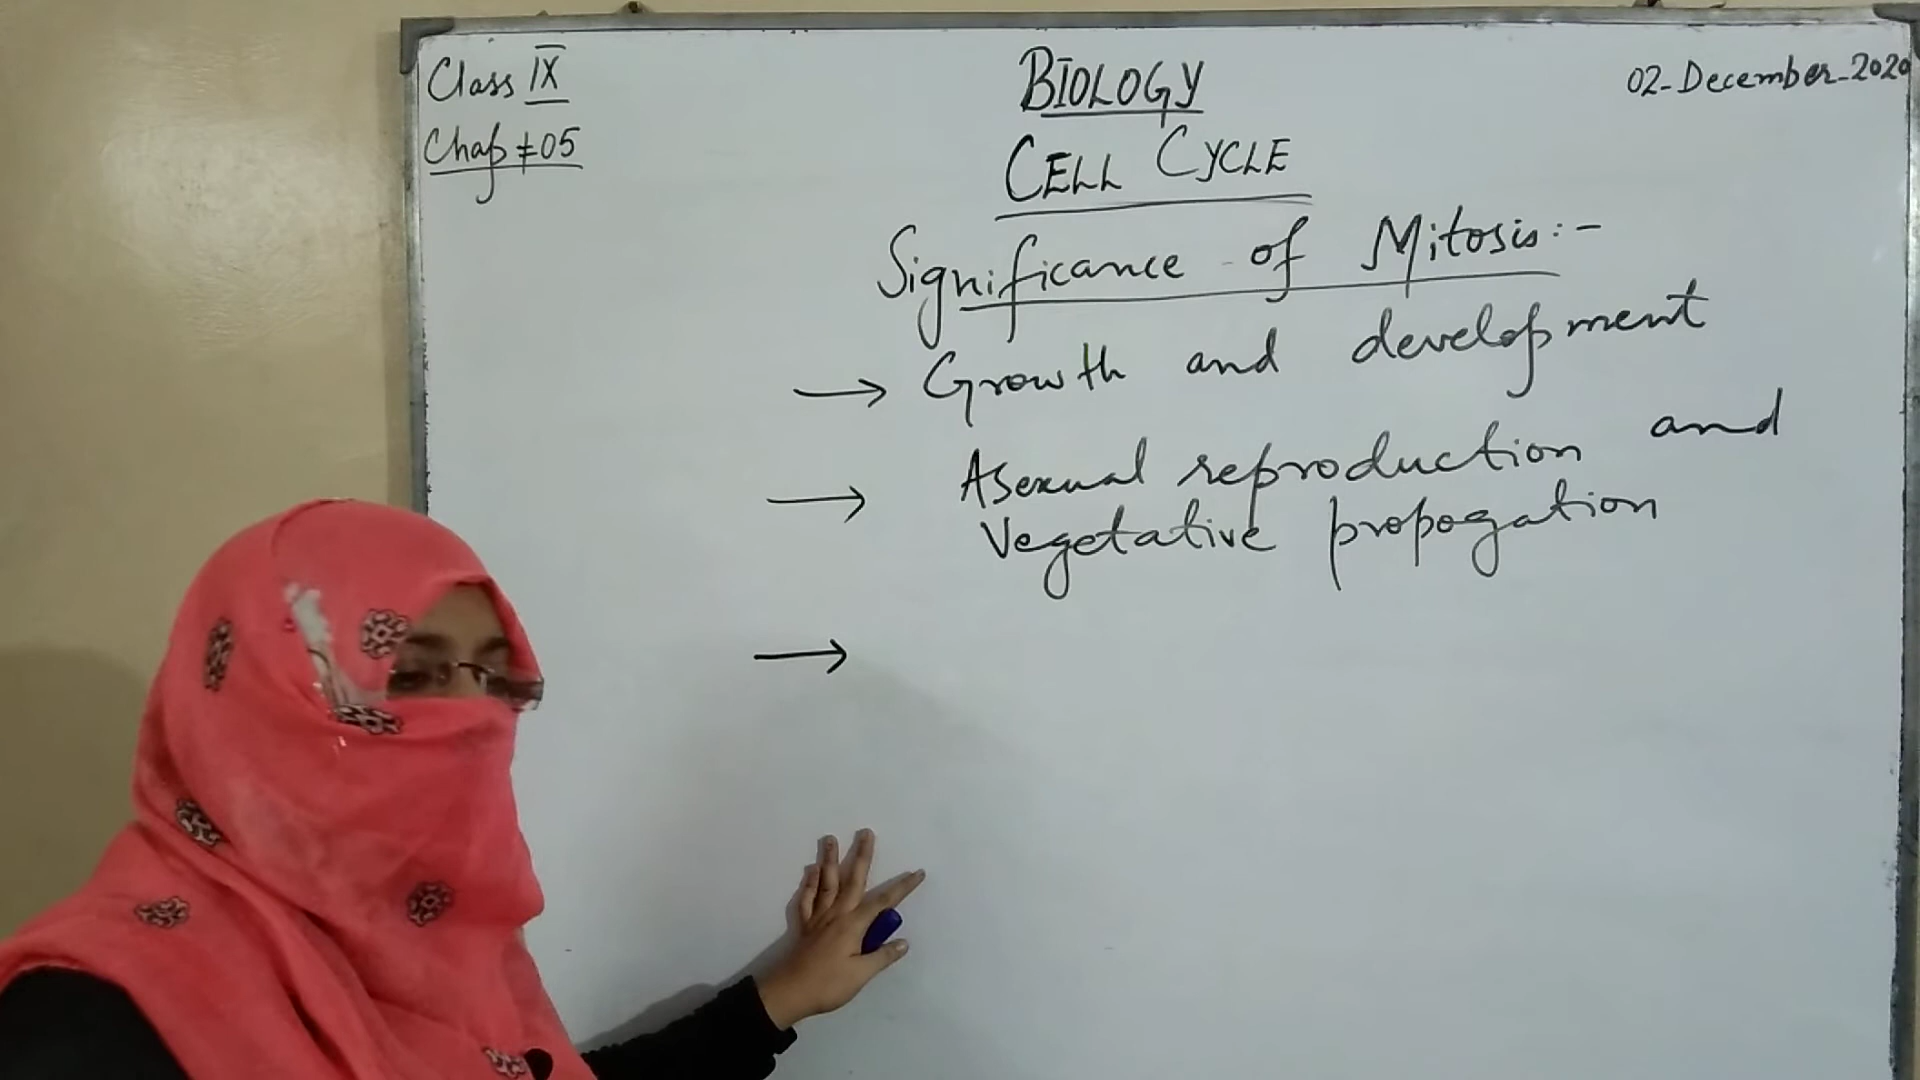 Class IX
Chap # 05
BIOLOGY
02-December-2020
CELL CYCLE
Significance of Mitosis:-
→ Growth and development
→ Asexual reproduction and
Vegetative propogation
→